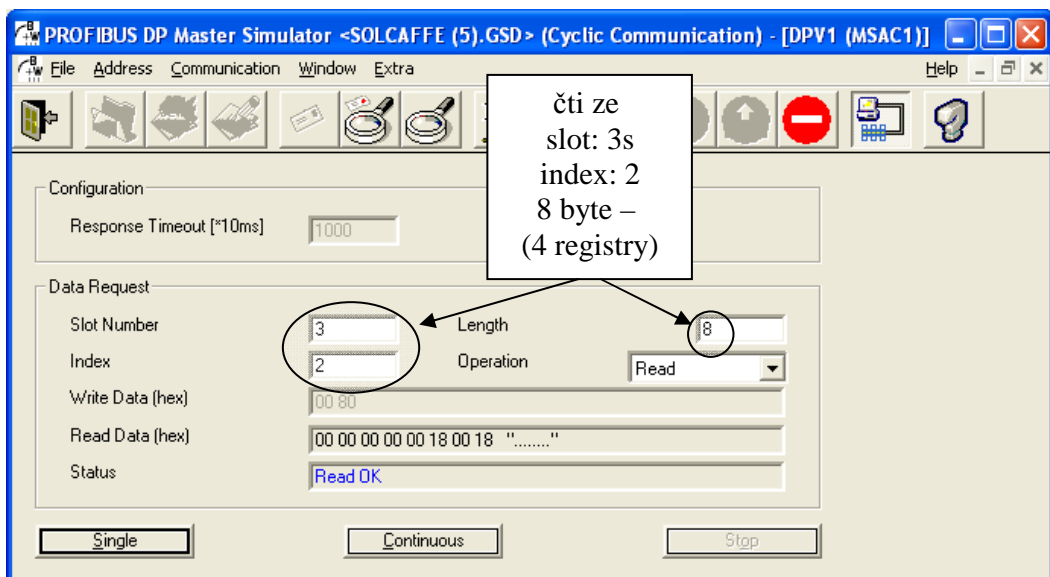 PROFIBUS DP Master Simulator <SOLCAFFE (5).GSD> (Cyclic Communication) - [DPV1 (MSAC1)]
File Address Communication Window Extra Help
čti ze
slot: 3s
index: 2
8 byte –
(4 registry)
Configuration
Response Timeout [*10ms] 1000
Data Request
Slot Number 3 Length 8
Index 2 Operation Read
Write Data (hex) 00 80
Read Data (hex) 00 00 00 00 00 18 00 18 "........"
Status Read OK
Single Continuous Stop